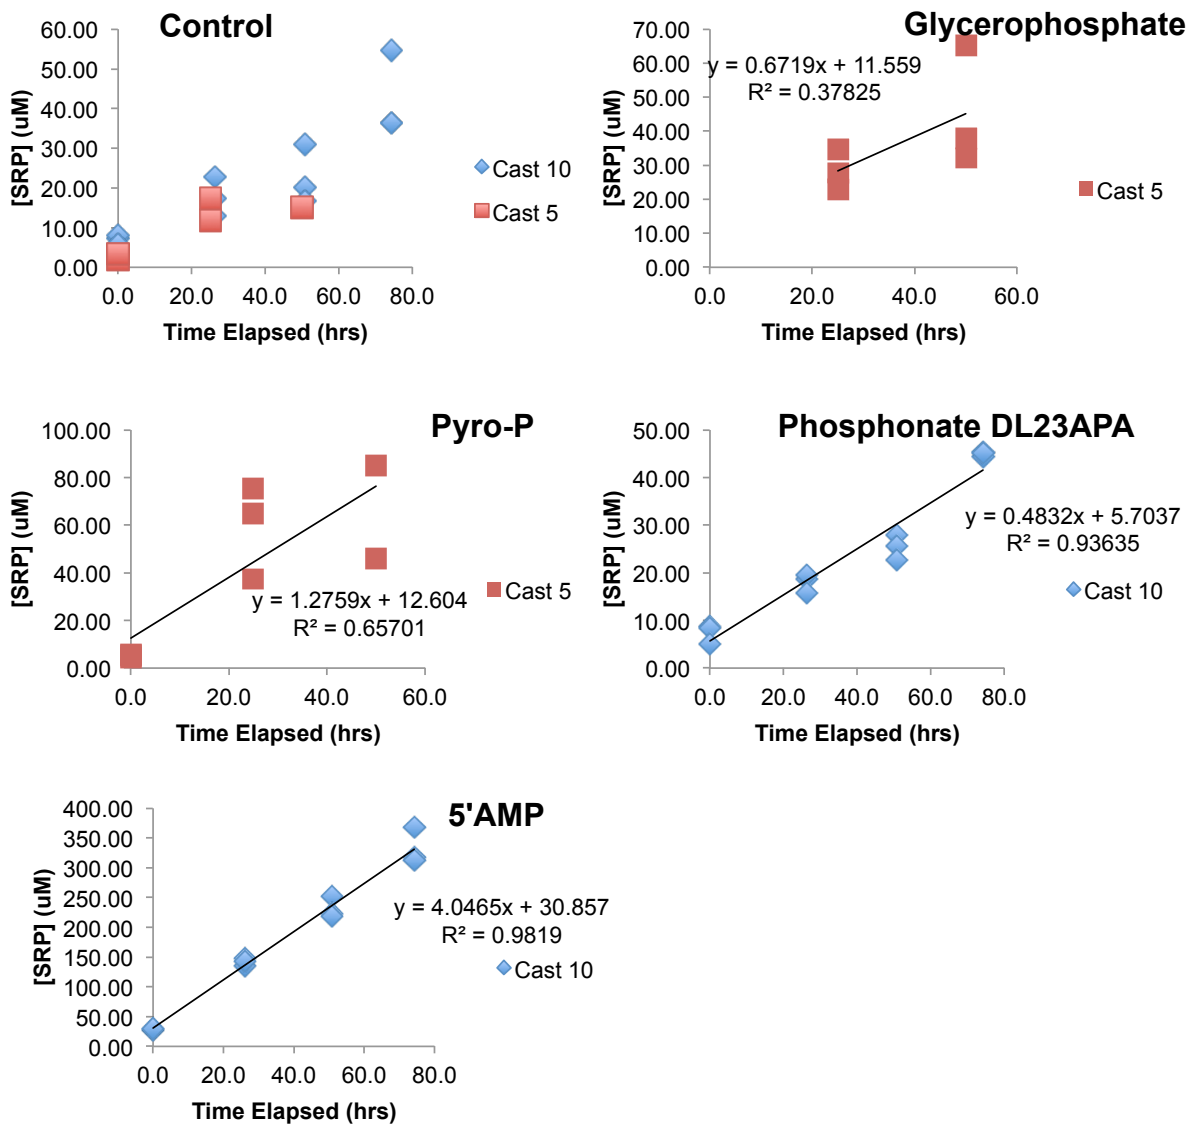 Control
[SRP] (uM)
60.00
50.00
40.00
30.00
20.00
10.00
0.00
0.0 20.0 40.0 60.0 80.0
Time Elapsed (hrs)
Cast 10
Cast 5
Glycerophosphate
[SRP] (uM)
70.00
60.00
50.00
40.00
30.00
20.00
10.00
0.00
0.0 20.0 40.0 60.0
Time Elapsed (hrs)
y = 0.6719x + 11.559
R² = 0.37825
Cast 5
Pyro-P
[SRP] (uM)
100.00
80.00
60.00
40.00
20.00
0.00
0.0 20.0 40.0 60.0
Time Elapsed (hrs)
y = 1.2759x + 12.604
R² = 0.65701
Cast 5
Phosphonate DL23APA
[SRP] (uM)
50.00
40.00
30.00
20.00
10.00
0.00
0.0 20.0 40.0 60.0 80.0
Time Elapsed (hrs)
y = 0.4832x + 5.7037
R² = 0.93635
Cast 10
5'AMP
[SRP] (uM)
400.00
350.00
300.00
250.00
200.00
150.00
100.00
50.00
0.00
0.0 20.0 40.0 60.0 80.0
Time Elapsed (hrs)
y = 4.0465x + 30.857
R² = 0.9819
Cast 10